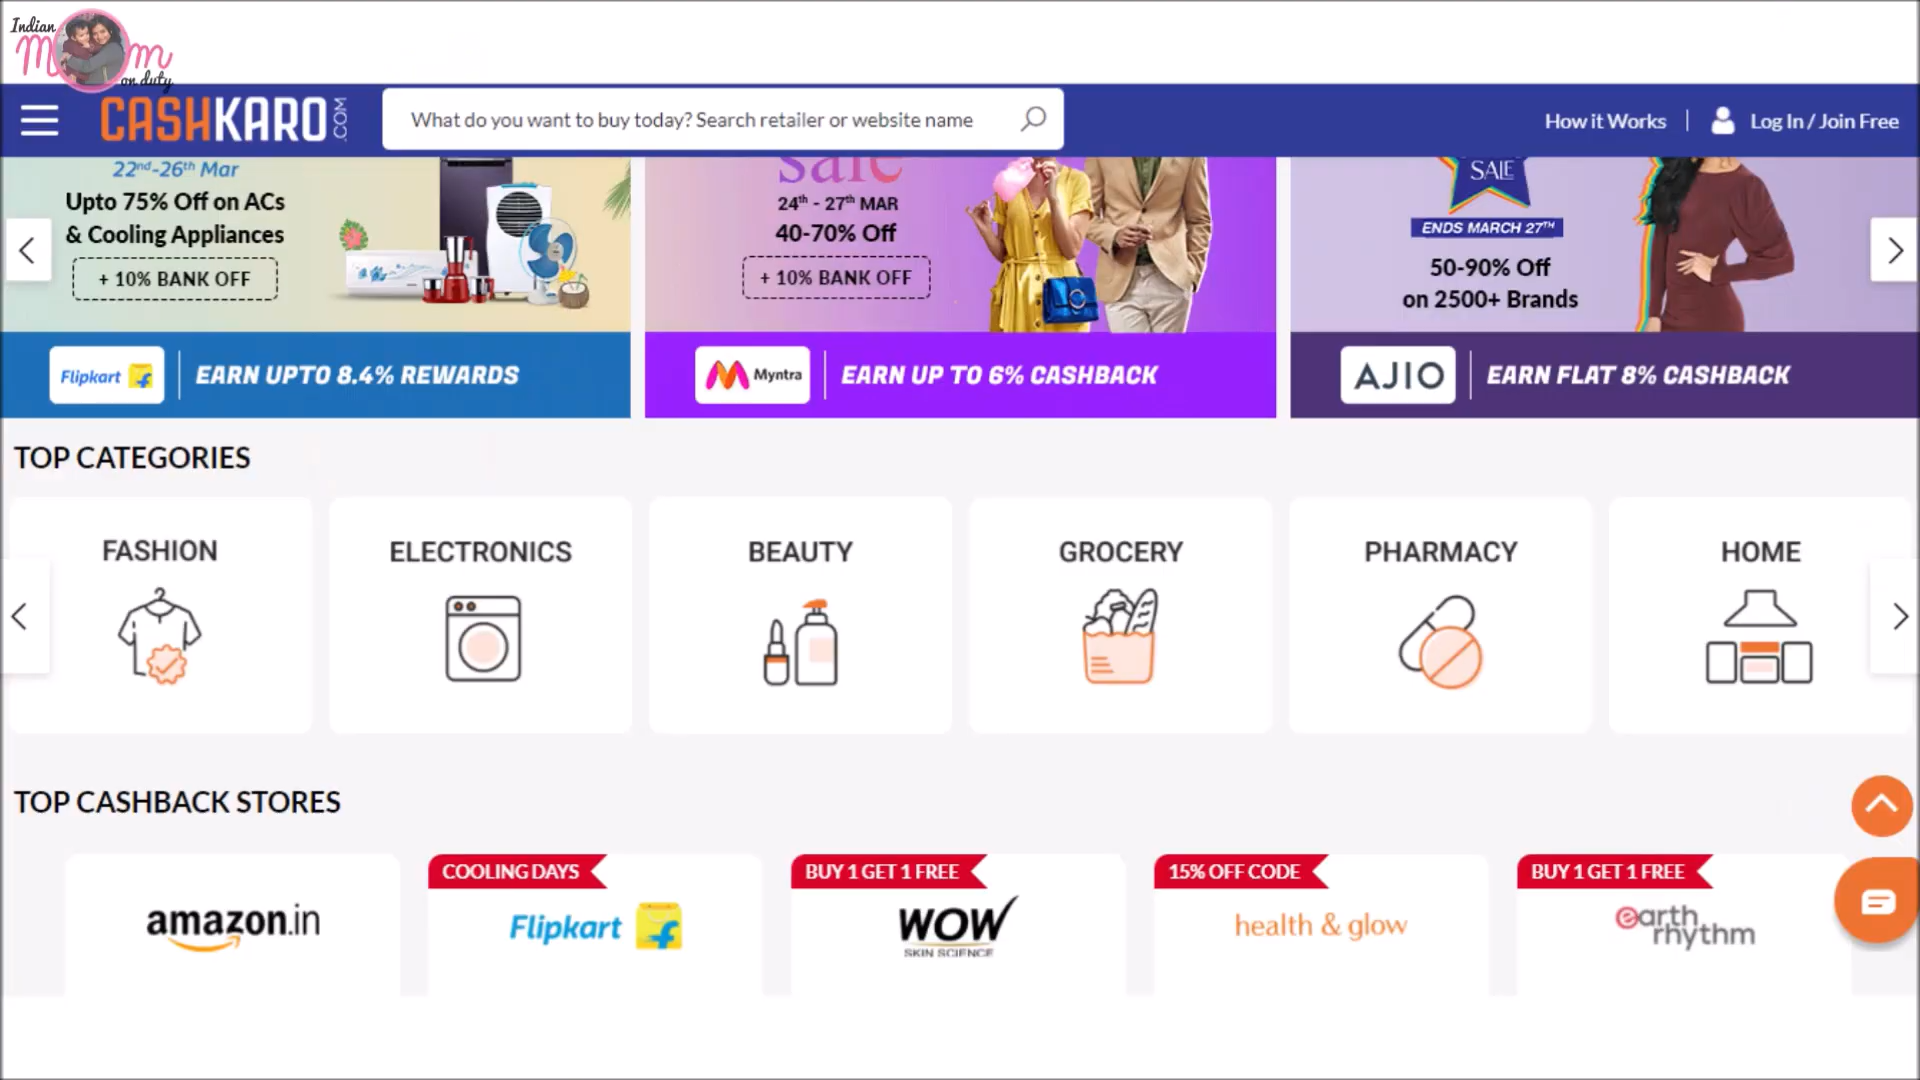 Indian
Mom
on duty
CASHKARO.COM
What do you want to buy today? Search retailer or website name
How it Works
Log In / Join Free
22nd-26th Mar
Upto 75% Off on ACs
& Cooling Appliances
+ 10% BANK OFF
Flipkart
EARN UPTO 8.4% REWARDS
sale
24th - 27th MAR
40-70% Off
+ 10% BANK OFF
Myntra
EARN UP TO 6% CASHBACK
SALE
ENDS MARCH 27TH
50-90% Off
on 2500+ Brands
AJIO
EARN FLAT 8% CASHBACK
TOP CATEGORIES
FASHION
ELECTRONICS
BEAUTY
GROCERY
PHARMACY
HOME
TOP CASHBACK STORES
amazon.in
COOLING DAYS
Flipkart
BUY 1 GET 1 FREE
WOW
SKIN SCIENCE
15% OFF CODE
health & glow
BUY 1 GET 1 FREE
earth
rhythm